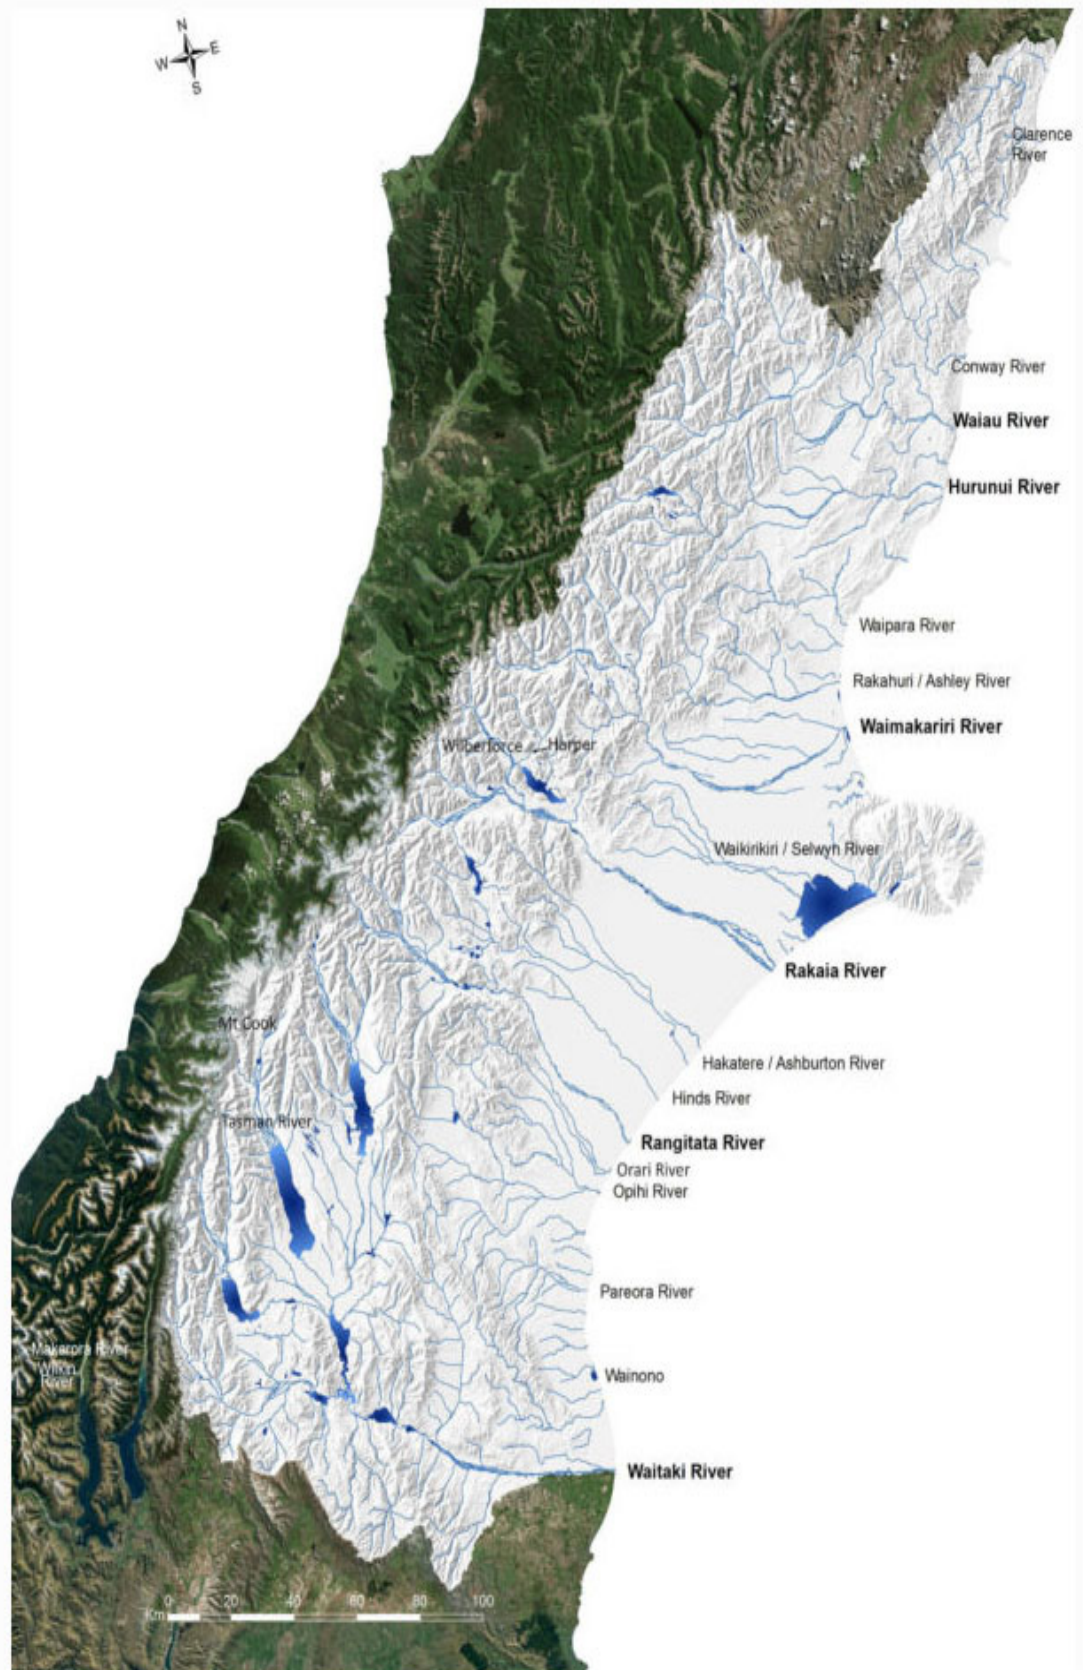 N
W E
S
Clarence
River
Conway River
Waiau River
Hurunui River
Waipara River
Rakahuri / Ashley River
Waimakariri River
Wilberforce Harper
Waikirikiri / Selwyn River
Rakaia River
Mt Cook
Hakatere / Ashburton River
Hinds River
Tasman River
Rangitata River
Orari River
Opihi River
Pareora River
Makarora River
Wilkin
River
Wainono
Waitaki River
0 20 40 60 80 100
Km